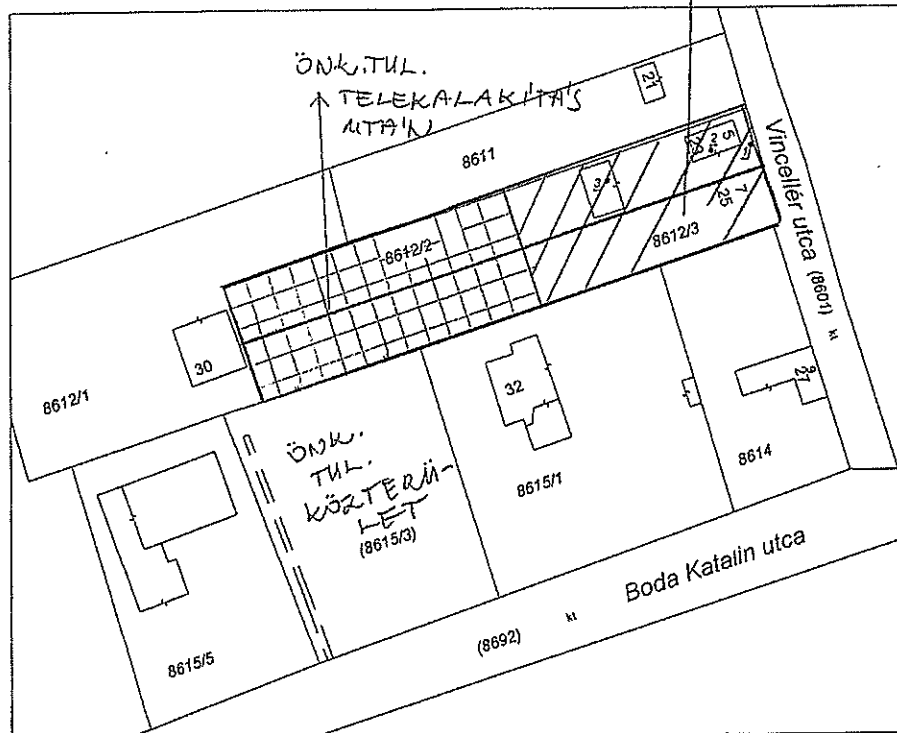 ÖNK.TUL.
TELEKALAKÍTÁS
UTÁN
21
8611
5
29
3
7
25
Vincellér utca (8601) kt
8612/2
8612/3
30
8612/1
32
9
27
ÖNK.
TUL.
KÖZTERÜ-
LET
(8615/3)
8615/1
8614
8615/5
(8692) kt
Boda Katalin utca